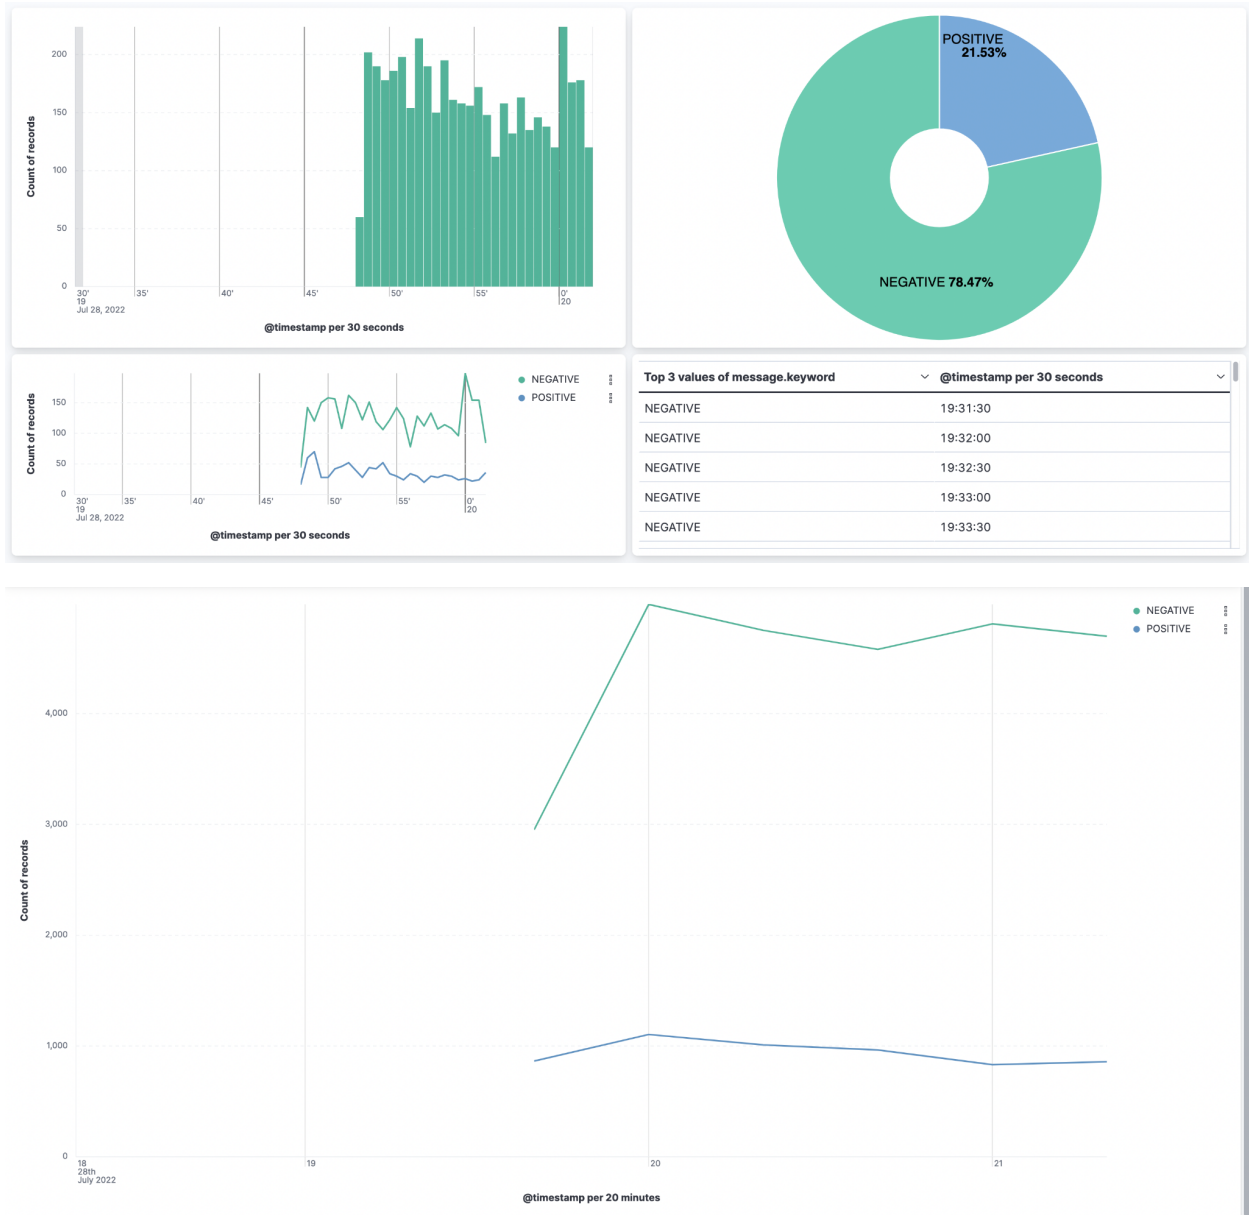 200
150
100
50
0
Count of records
30' 35' 40' 45' 50' 55' 0'
19 20
Jul 28, 2022
@timestamp per 30 seconds
POSITIVE
21.53%
NEGATIVE 78.47%
150
100
50
0
Count of records
30' 35' 40' 45' 50' 55' 0'
19 20
Jul 28, 2022
@timestamp per 30 seconds
NEGATIVE
POSITIVE
Top 3 values of message.keyword @timestamp per 30 seconds
NEGATIVE 19:31:30
NEGATIVE 19:32:00
NEGATIVE 19:32:30
NEGATIVE 19:33:00
NEGATIVE 19:33:30
4,000
3,000
2,000
1,000
0
Count of records
18 19 20 21
28th
July 2022
@timestamp per 20 minutes
NEGATIVE
POSITIVE